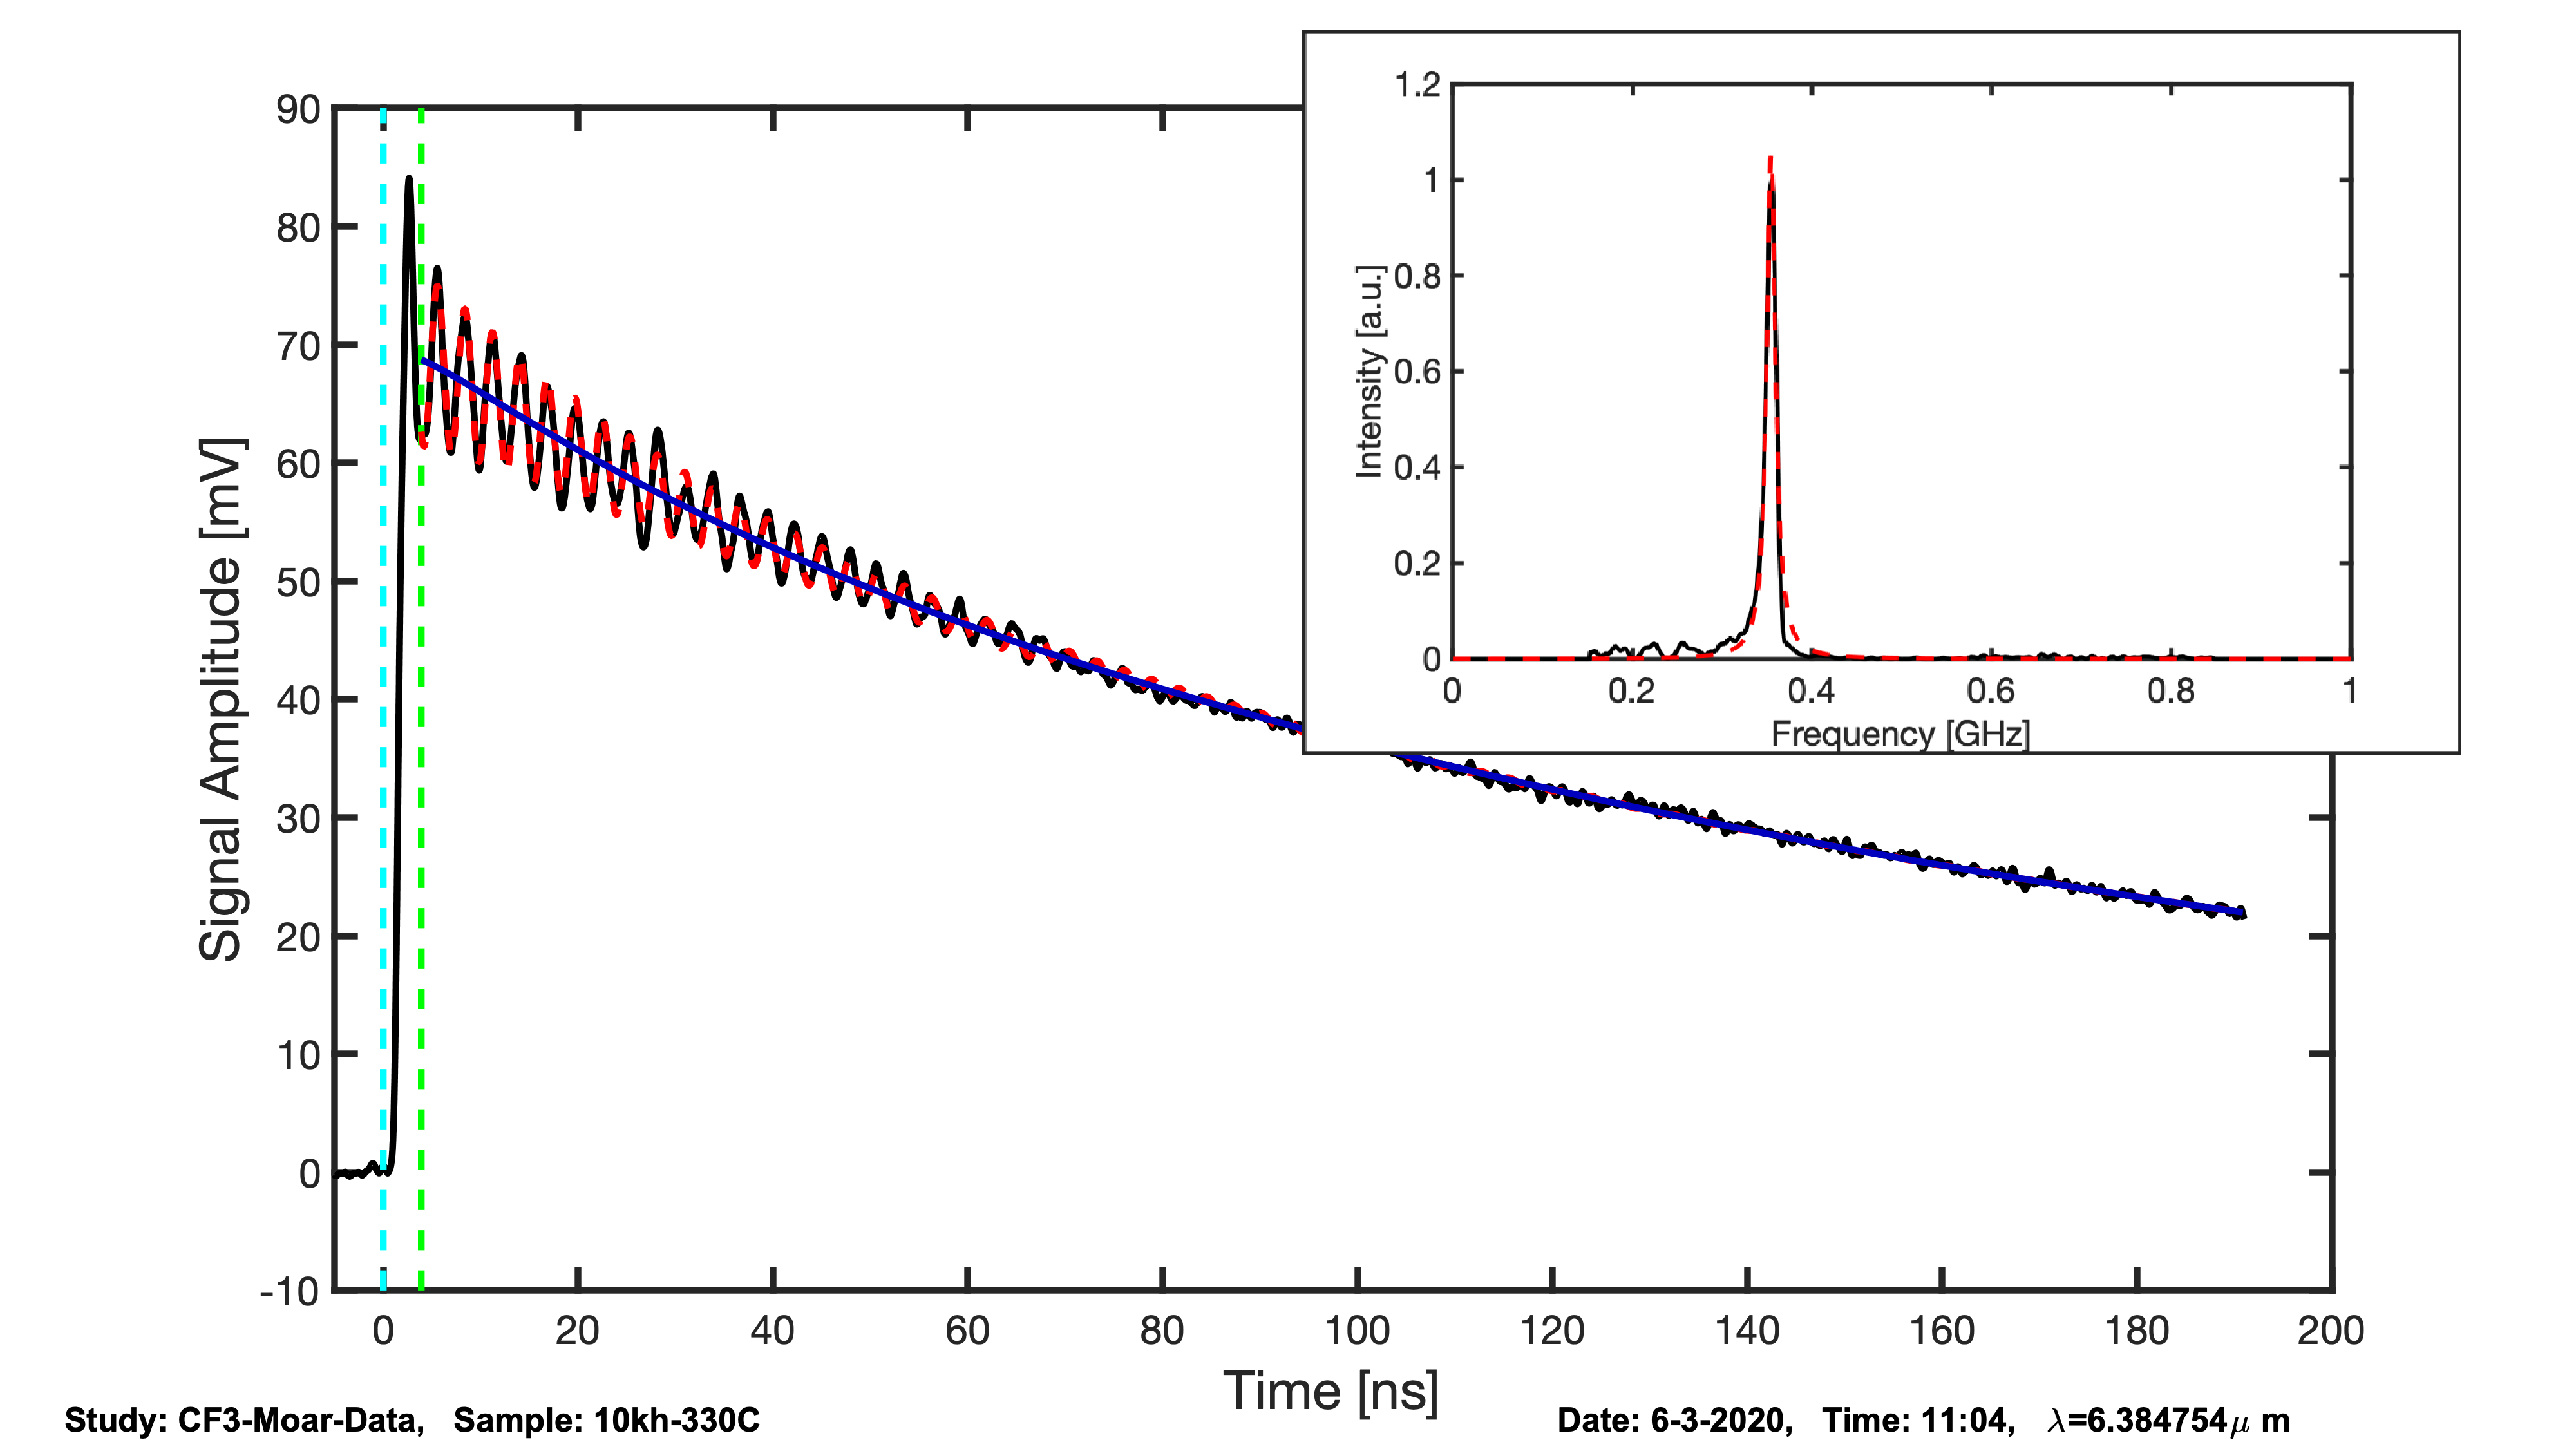 90
80
70
60
50
40
30
20
10
0
-10
Signal Amplitude [mV]
0 20 40 60 80 100 120 140 160 180 200
Time [ns]
1.2
1
0.8
0.6
0.4
0.2
0
Intensity [a.u.]
0 0.2 0.4 0.6 0.8 1
Frequency [GHz]
Study: CF3-Moar-Data, Sample: 10kh-330C
Date: 6-3-2020, Time: 11:04, λ=6.384754μ m